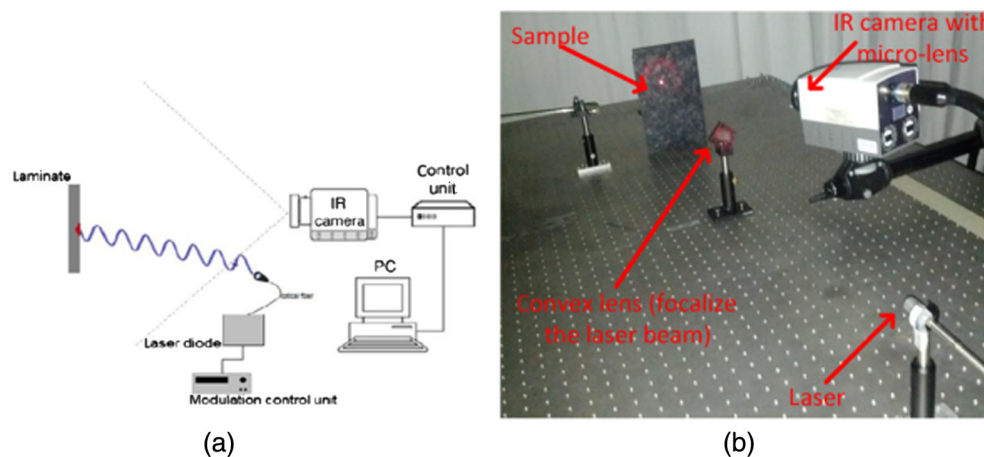 Laminate
IR
camera
Control
unit
PC
optical fiber
Laser diode
Modulation control unit
(a)
Sample
IR camera with
micro-lens
Convex lens (focalize
the laser beam)
Laser
(b)